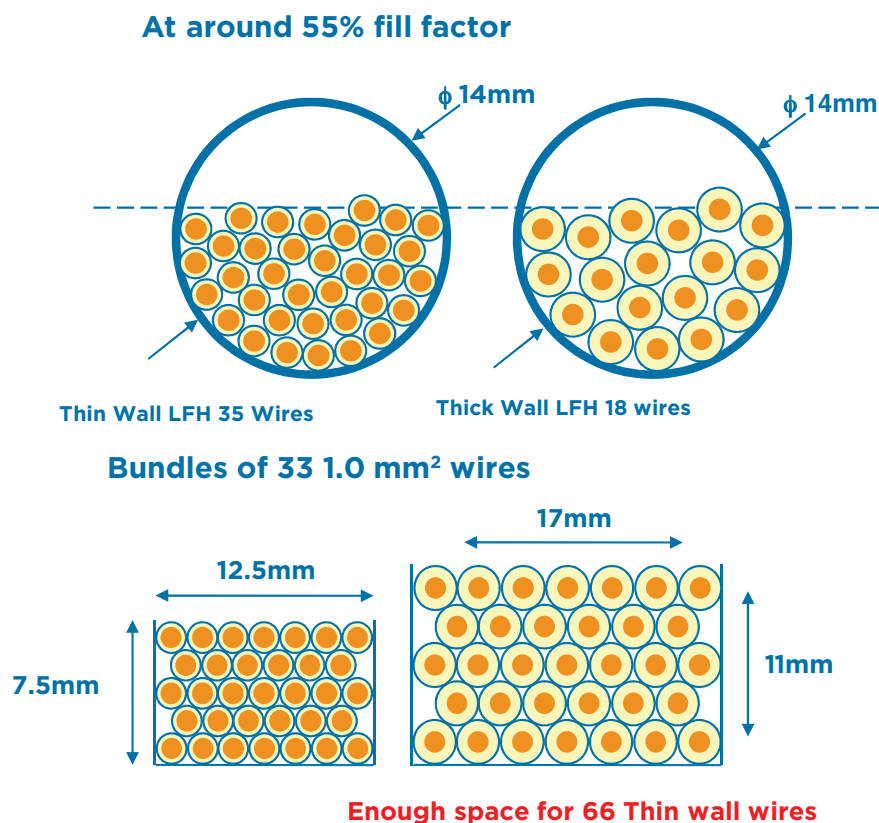 At around 55% fill factor
ϕ 14mm
ϕ 14mm
Thin Wall LFH 35 Wires
Thick Wall LFH 18 wires
Bundles of 33 1.0 mm² wires
17mm
12.5mm
7.5mm
11mm
Enough space for 66 Thin wall wires